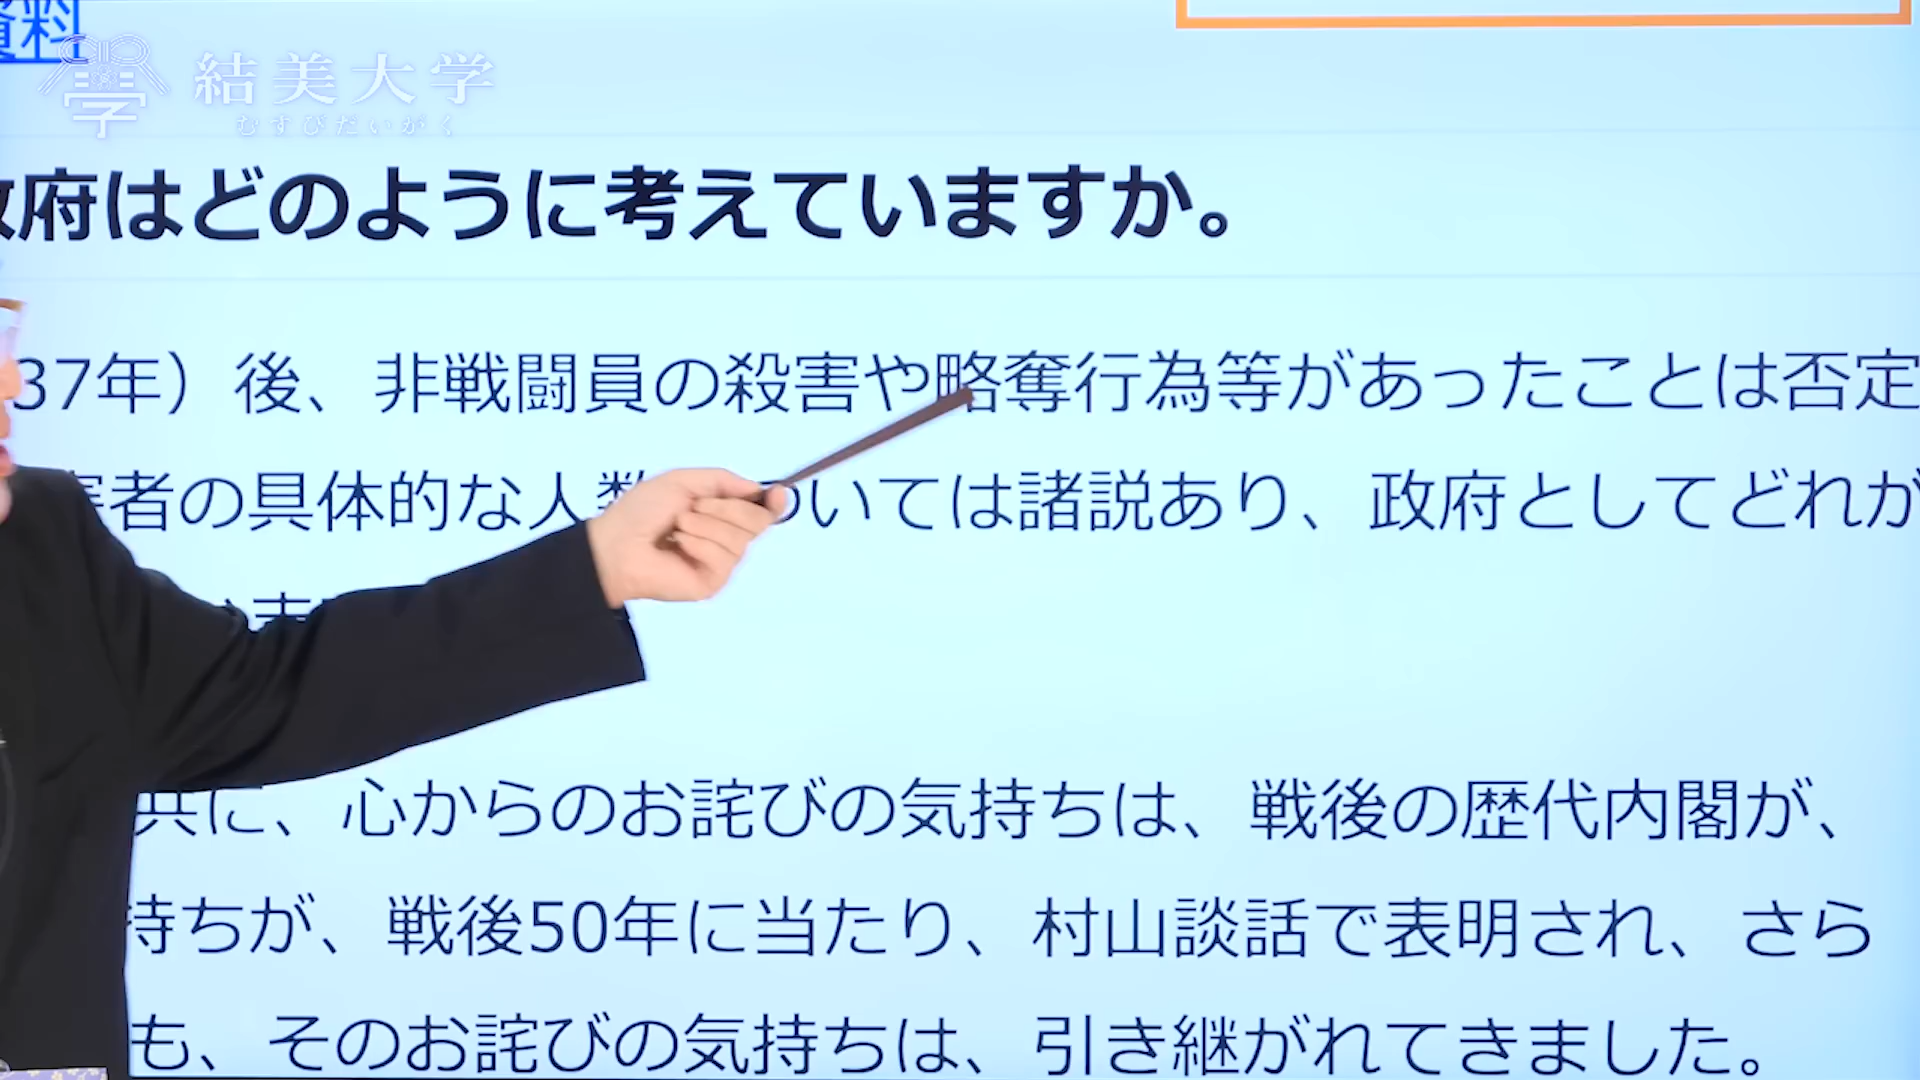 資料
結美大学
むすびだいがく
政府はどのように考えていますか。
37年）後、非戦闘員の殺害や略奪行為等があったことは否定
害者の具体的な人数ついては諸説あり、政府としてどれが
共に、心からのお詫びの気持ちは、戦後の歴代内閣が、
持ちが、戦後50年に当たり、村山談話で表明され、さら
も、そのお詫びの気持ちは、引き継がれてきました。